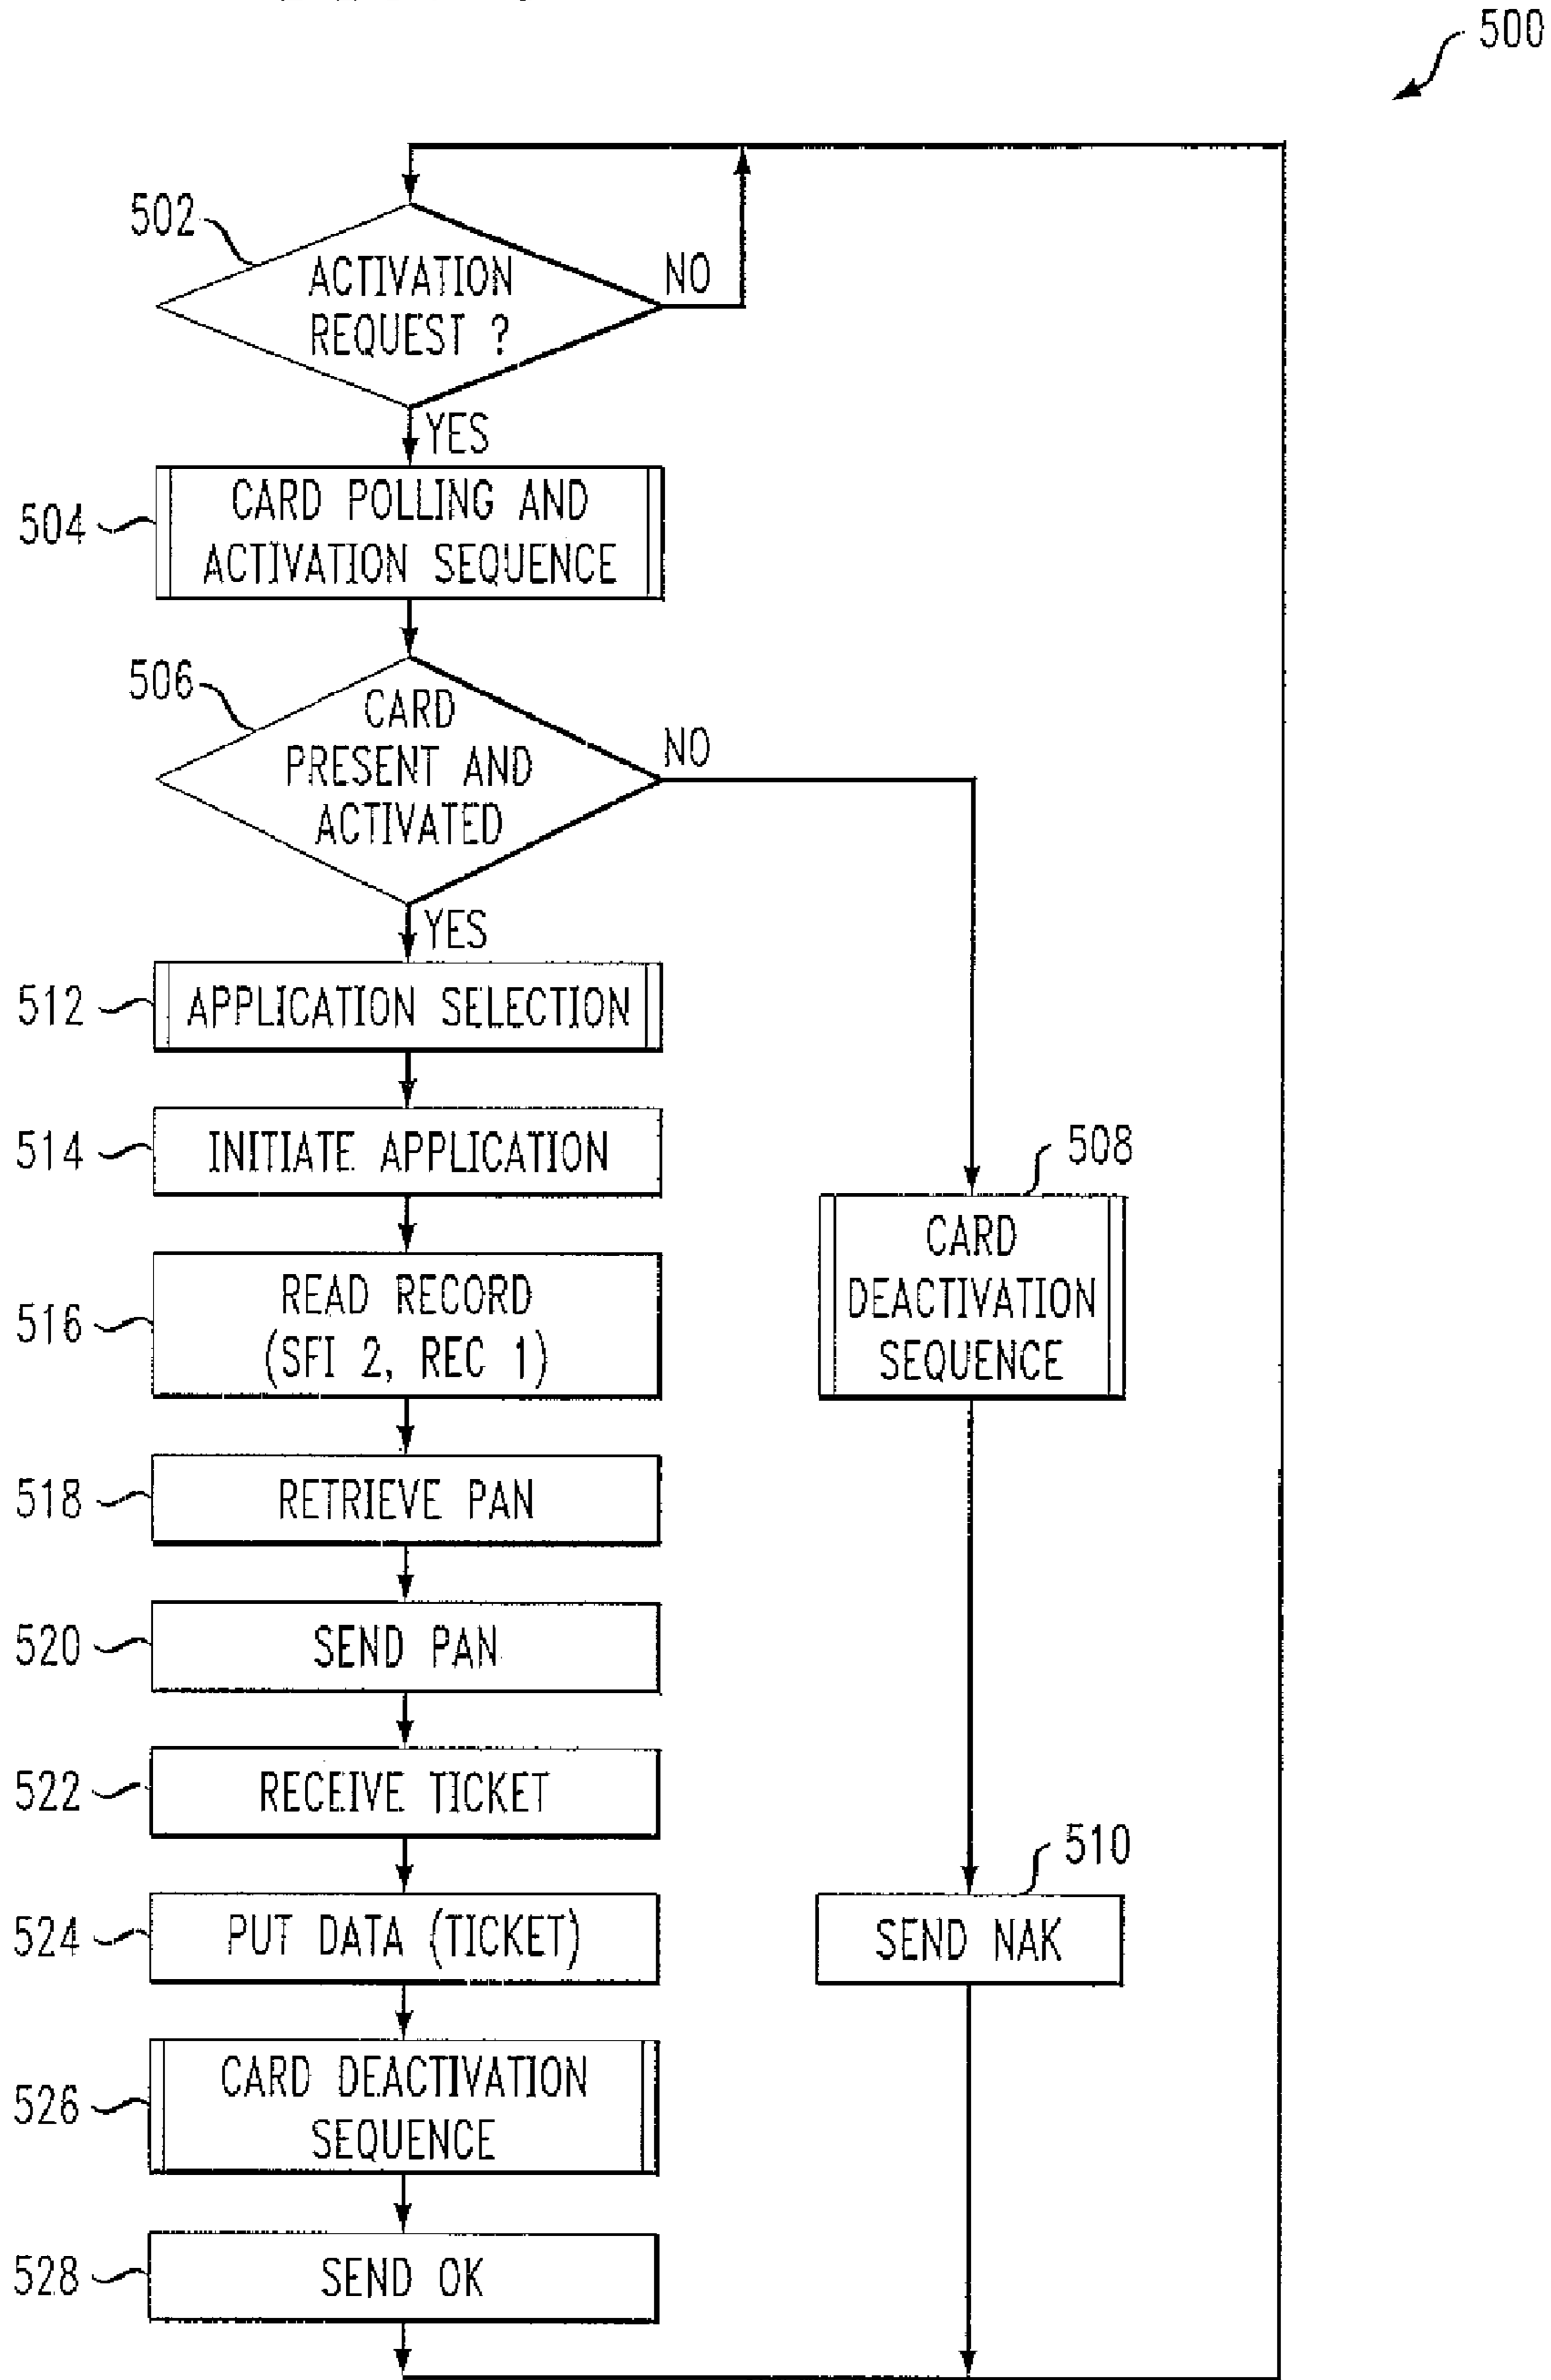 500
502
ACTIVATION
REQUEST ?
NO
YES
504
CARD POLLING AND
ACTIVATION SEQUENCE
506
CARD
PRESENT AND
ACTIVATED
NO
YES
512
APPLICATION SELECTION
514
INITIATE APPLICATION
508
CARD
DEACTIVATION
SEQUENCE
516
READ RECORD
(SFI 2, REC 1)
518
RETRIEVE PAN
520
SEND PAN
522
RECEIVE TICKET
510
SEND NAK
524
PUT DATA (TICKET)
526
CARD DEACTIVATION
SEQUENCE
528
SEND OK